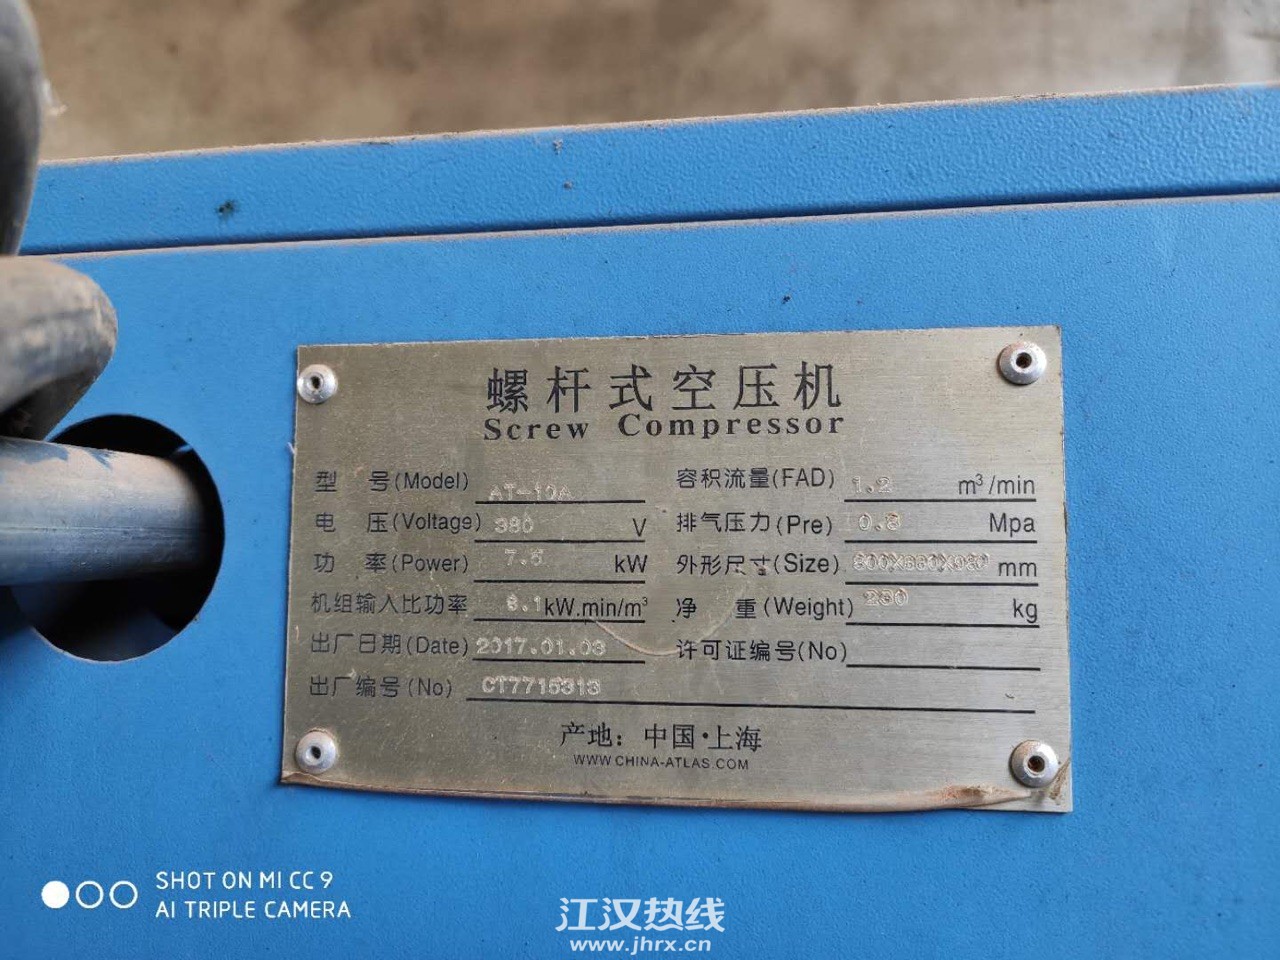 螺杆式空压机
Screw Compressor
型 号(Model) AT-10A
容积流量(FAD) 1.2 m³/min
电 压(Voltage) 380 V
排气压力(Pre) 0.8 Mpa
功 率(Power) 7.5 kW
外形尺寸(Size) mm
机组输入比功率 kW.min/m³
净 重(Weight) kg
出厂日期(Date) 2017.01.03
许可证编号(No)
出厂编号(No) CT7715313
产地：中国·上海
WWW.CHINA-ATLAS.COM
SHOT ON MI CC 9
AI TRIPLE CAMERA
江汉热线
www.jhrx.cn